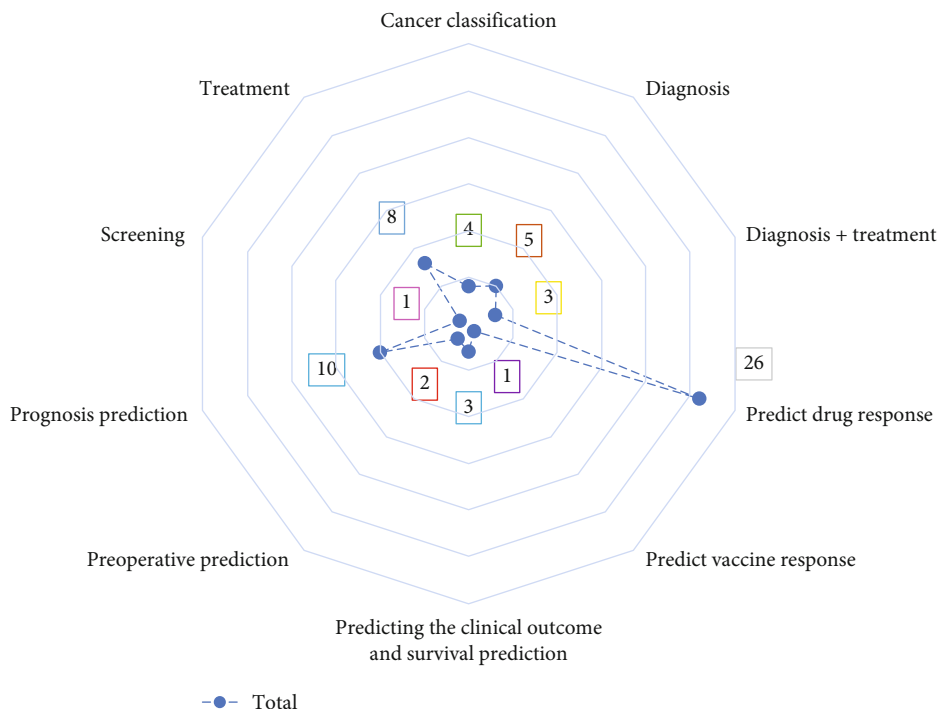 Cancer classification
Treatment
Diagnosis
8
4
5
Screening
Diagnosis + treatment
1
3
10
26
2
3
1
Prognosis prediction
Predict drug response
Preoperative prediction
Predict vaccine response
Predicting the clinical outcome
and survival prediction
Total